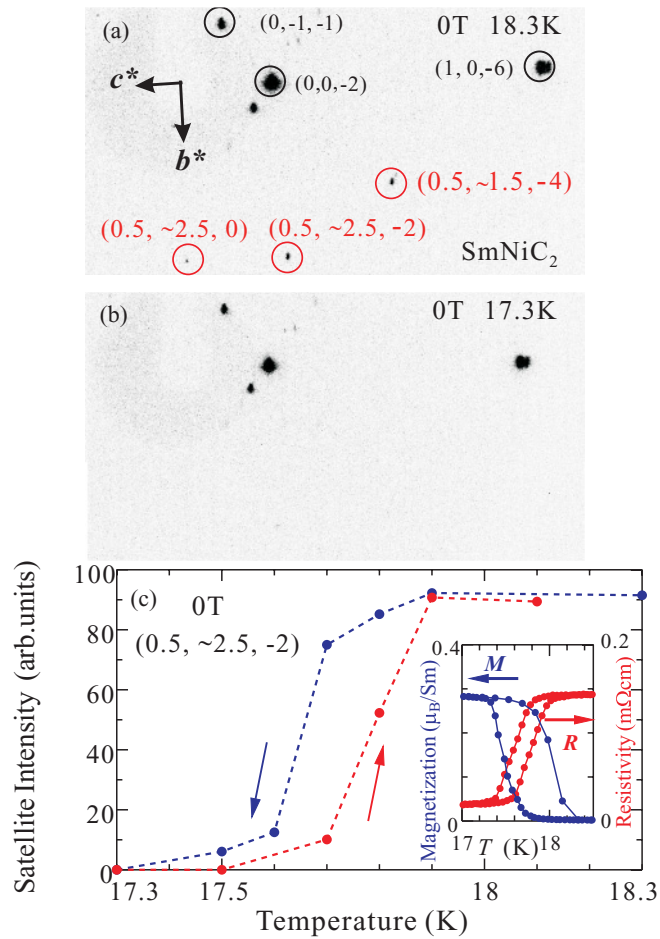 (a)
(0,-1,-1)
0T 18.3K
c*
(0,0,-2)
(1, 0,-6)
b*
(0.5, ~1.5, -4)
(0.5, ~2.5, 0)
(0.5, ~2.5, -2)
SmNiC2
(b)
0T 17.3K
Satellite Intensity (arb.units)
100
80
60
40
20
0
(c)
0T
(0.5, ~2.5, -2)
Magnetization (μB/Sm)
0.4
0
M
R
0.2
0
Resistivity (mΩcm)
17 T (K) 18
17.3
17.5
18
18.3
Temperature (K)